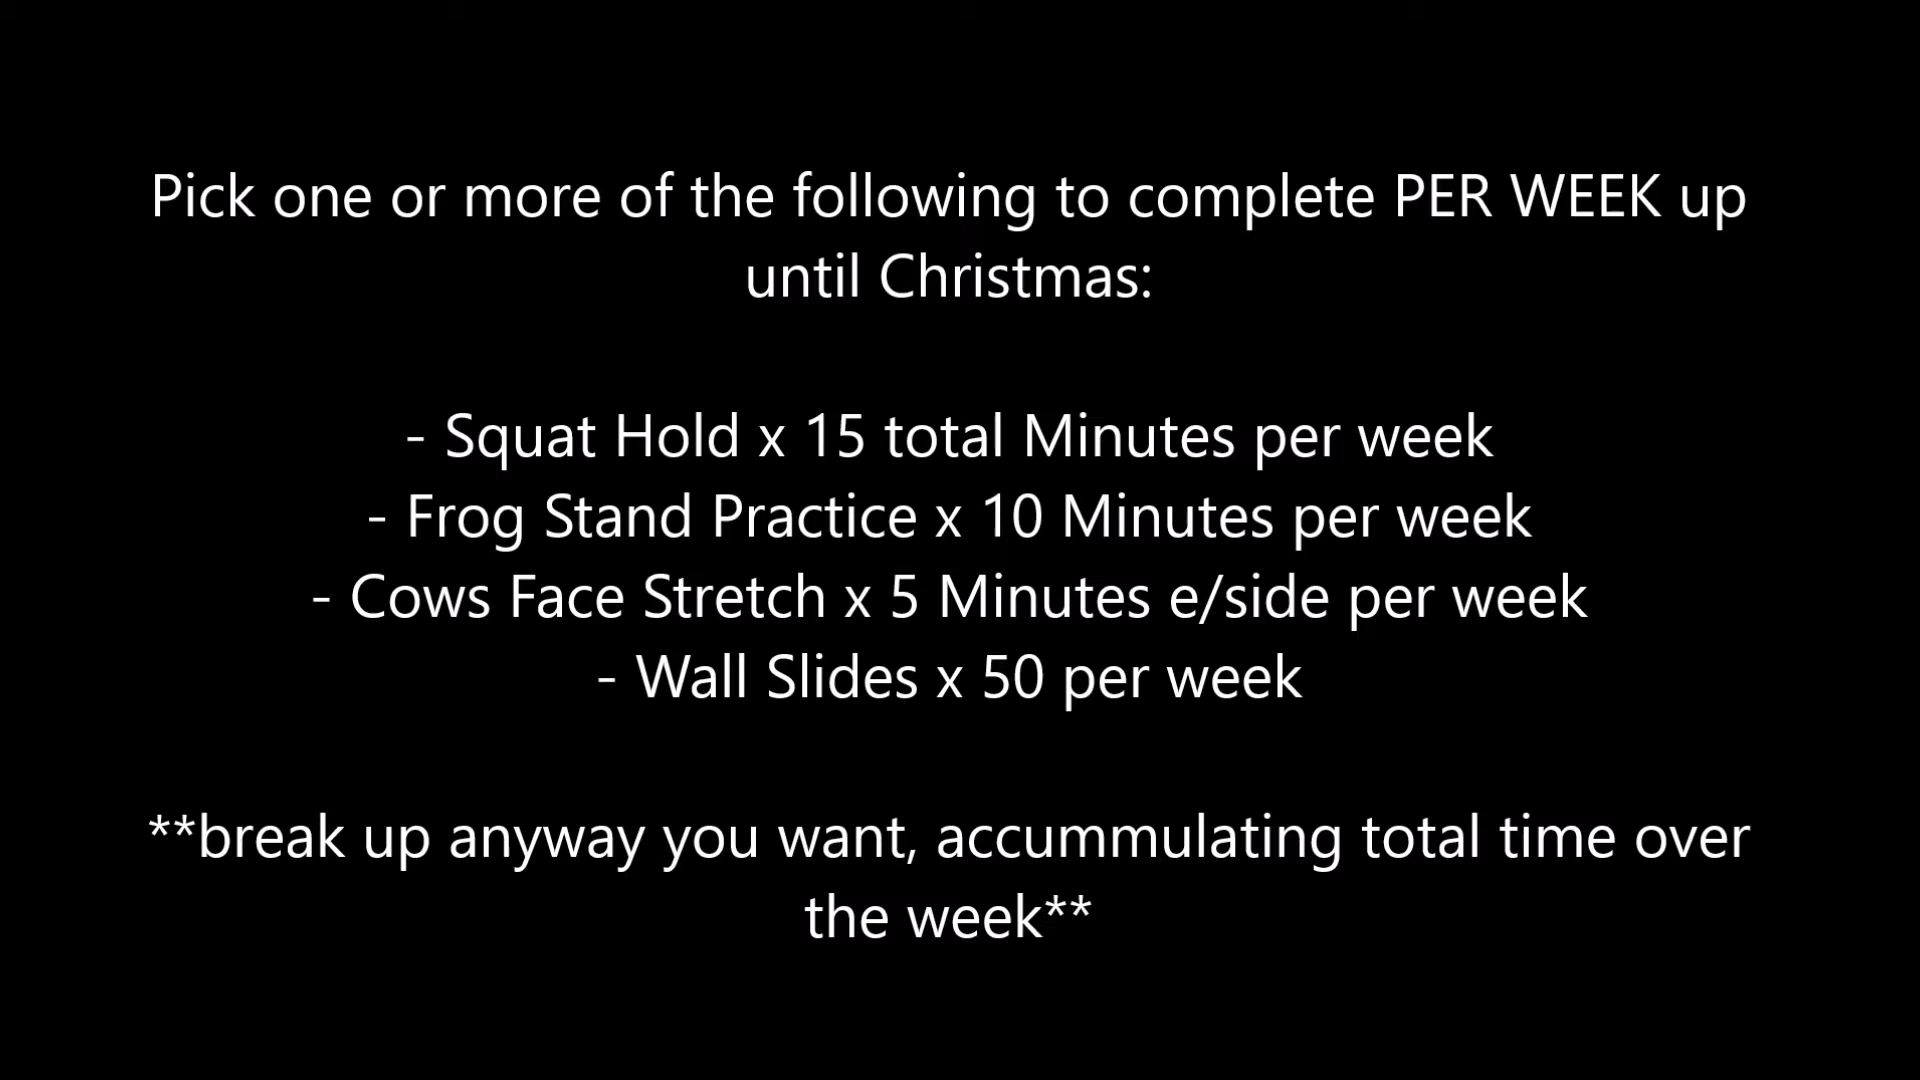 Pick one or more of the following to complete PER WEEK up
until Christmas:
- Squat Hold x 15 total Minutes per week
- Frog Stand Practice x 10 Minutes per week
- Cows Face Stretch x 5 Minutes e/side per week
- Wall Slides x 50 per week
**break up anyway you want, accummulating total time over
the week**